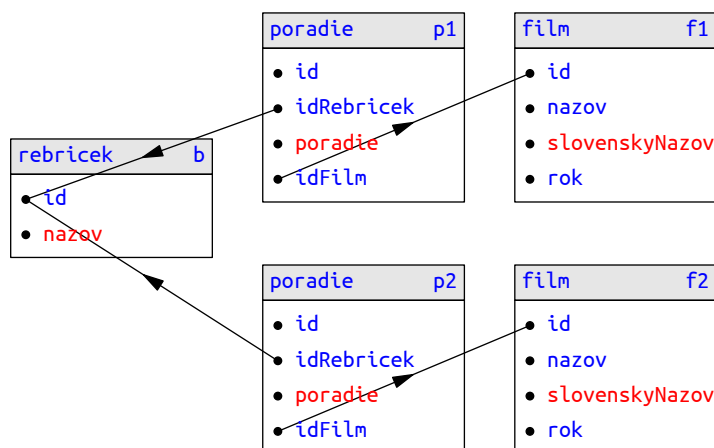 rebricek b
id
nazov
poradie p1
id
idRebricek
poradie
idFilm
film f1
id
nazov
slovenskyNazov
rok
poradie p2
id
idRebricek
poradie
idFilm
film f2
id
nazov
slovenskyNazov
rok